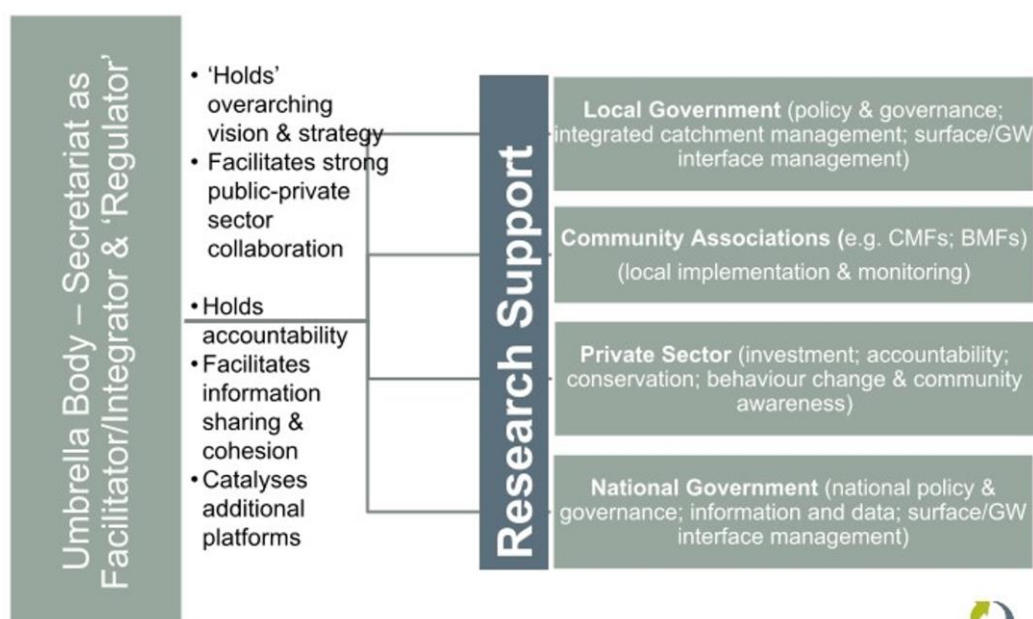 Umbrella Body – Secretariat as
Facilitator/Integrator & ‘Regulator’
• ‘Holds’
overarching
vision & strategy
• Facilitates strong
public-private
sector
collaboration
• Holds
accountability
• Facilitates
information
sharing &
cohesion
• Catalyses
additional
platforms
Research Support
Local Government (policy & governance;
integrated catchment management; surface/GW
interface management)
Community Associations (e.g. CMFs; BMFs)
(local implementation & monitoring)
Private Sector (investment; accountability;
conservation; behaviour change & community
awareness)
National Government (national policy &
governance; information and data; surface/GW
interface management)